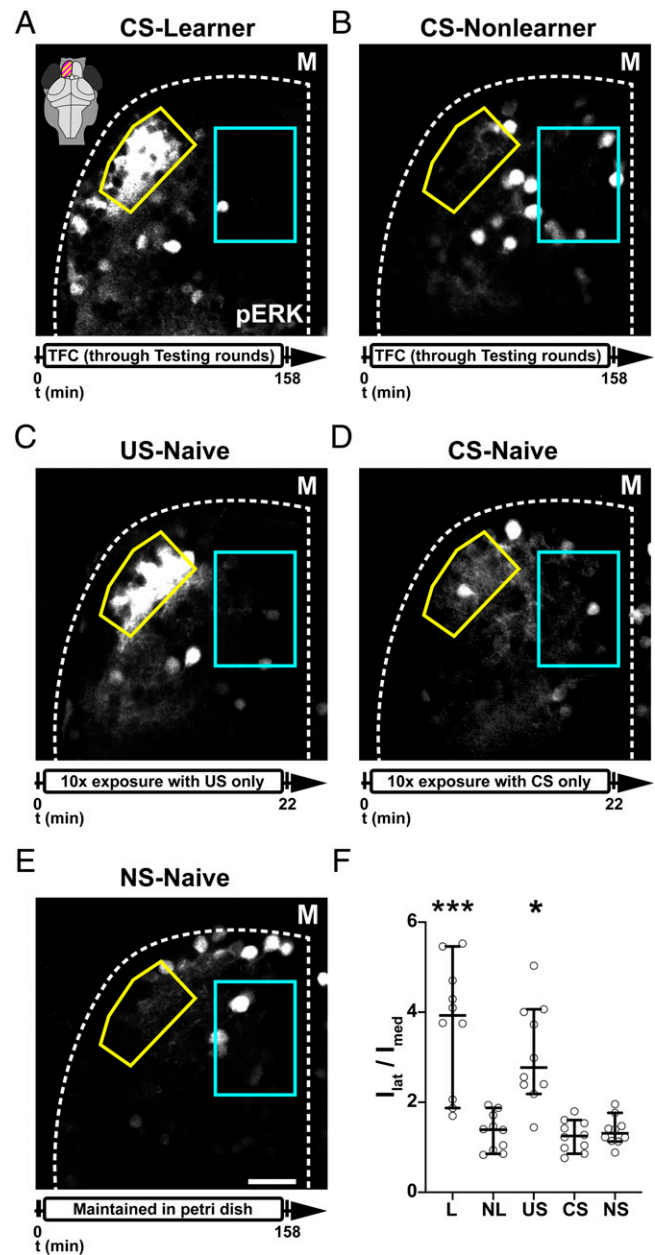 A CS-Learner
M
pERK
TFC (through Testing rounds)
0 158
t (min)
B CS-Nonlearner
M
TFC (through Testing rounds)
0 158
t (min)
C US-Naive
M
10x exposure with US only
0 22
t (min)
D CS-Naive
M
10x exposure with CS only
0 22
t (min)
E NS-Naive
M
Maintained in petri dish
0 158
t (min)
F
*** *
6
4
2
0
I_lat / I_med
L NL US CS NS